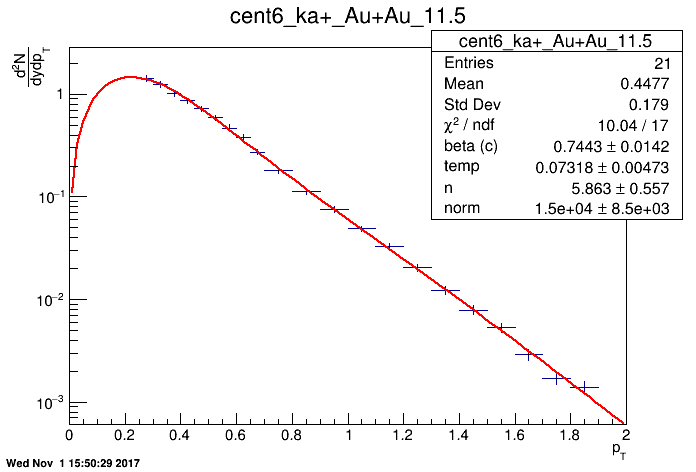 cent6_ka+_Au+Au_11.5
cent6_ka+_Au+Au_11.5
Entries 21
Mean 0.4477
Std Dev 0.179
χ² / ndf 10.04 / 17
beta (c) 0.7443 ± 0.0142
temp 0.07318 ± 0.00473
n 5.863 ± 0.557
norm 1.5e+04 ± 8.5e+03
d²N
dydp_T
1
10⁻¹
10⁻²
10⁻³
0 0.2 0.4 0.6 0.8 1 1.2 1.4 1.6 1.8 2
p_T
Wed Nov 1 15:50:29 2017